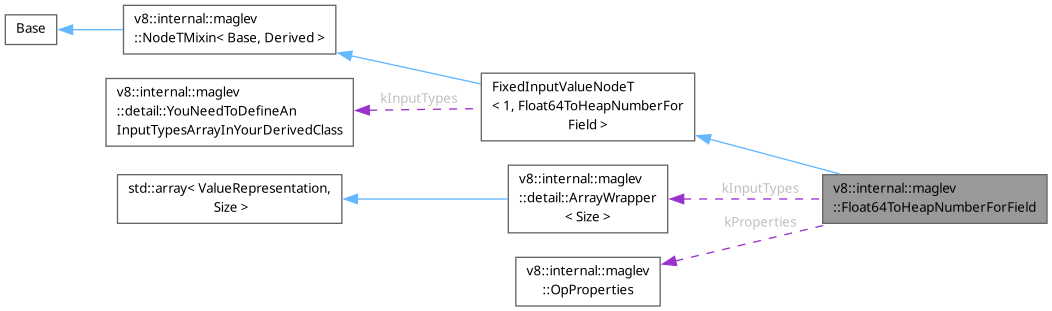 Base
v8::internal::maglev
::NodeTMixin< Base, Derived >
v8::internal::maglev
::detail::YouNeedToDefineAn
InputTypesArrayInYourDerivedClass
kInputTypes
FixedInputValueNodeT
< 1, Float64ToHeapNumberFor
Field >
std::array< ValueRepresentation,
Size >
v8::internal::maglev
::detail::ArrayWrapper
< Size >
kInputTypes
kProperties
v8::internal::maglev
::Float64ToHeapNumberForField
v8::internal::maglev
::OpProperties